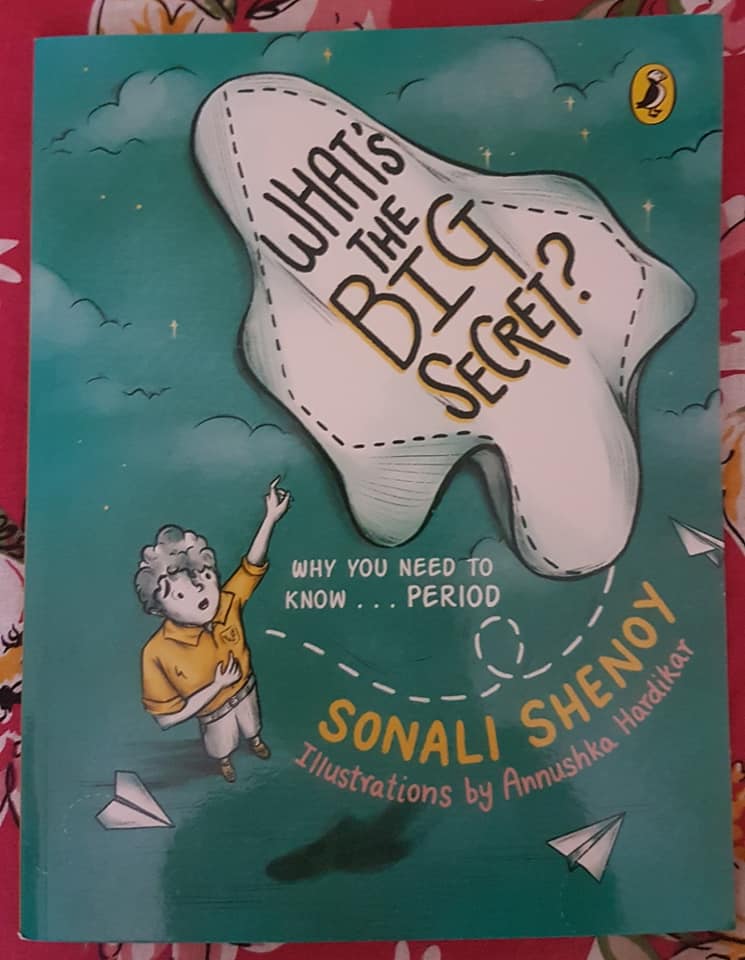 WHAT'S
THE
BIG
SECRET?
WHY YOU NEED TO
KNOW . . . PERIOD
SONALI SHENOY
Illustrations by Annushka Hardikar